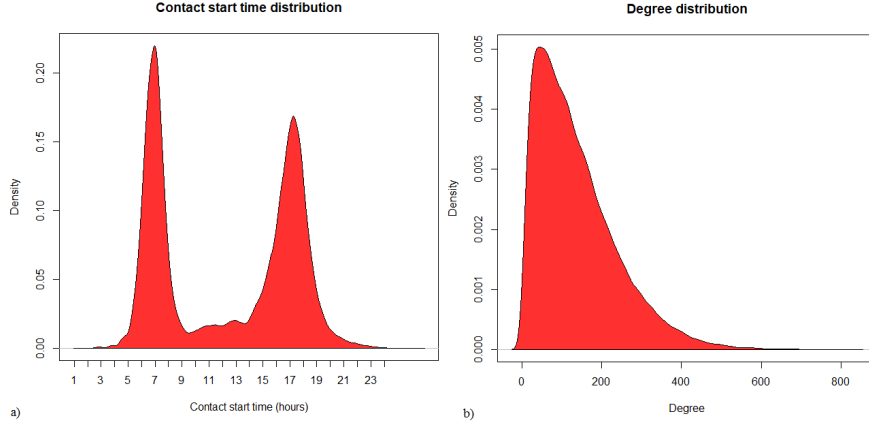 Contact start time distribution
Density
0.00 0.05 0.10 0.15 0.20
1 3 5 7 9 11 13 15 17 19 21 23
Contact start time (hours)
a)
Degree distribution
Density
0.000 0.001 0.002 0.003 0.004 0.005
0 200 400 600 800
Degree
b)